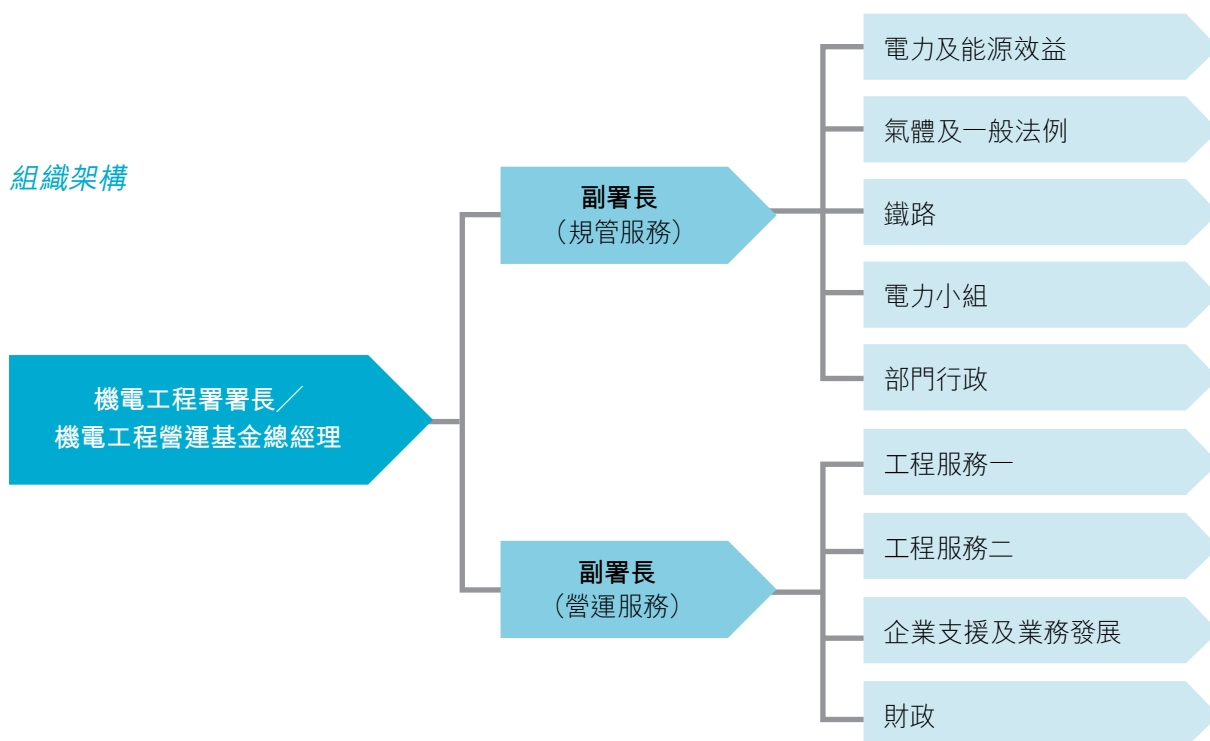 組織架構
機電工程署署長／
機電工程營運基金總經理
副署長
（規管服務）
電力及能源效益
氣體及一般法例
鐵路
電力小組
部門行政
副署長
（營運服務）
工程服務一
工程服務二
企業支援及業務發展
財政